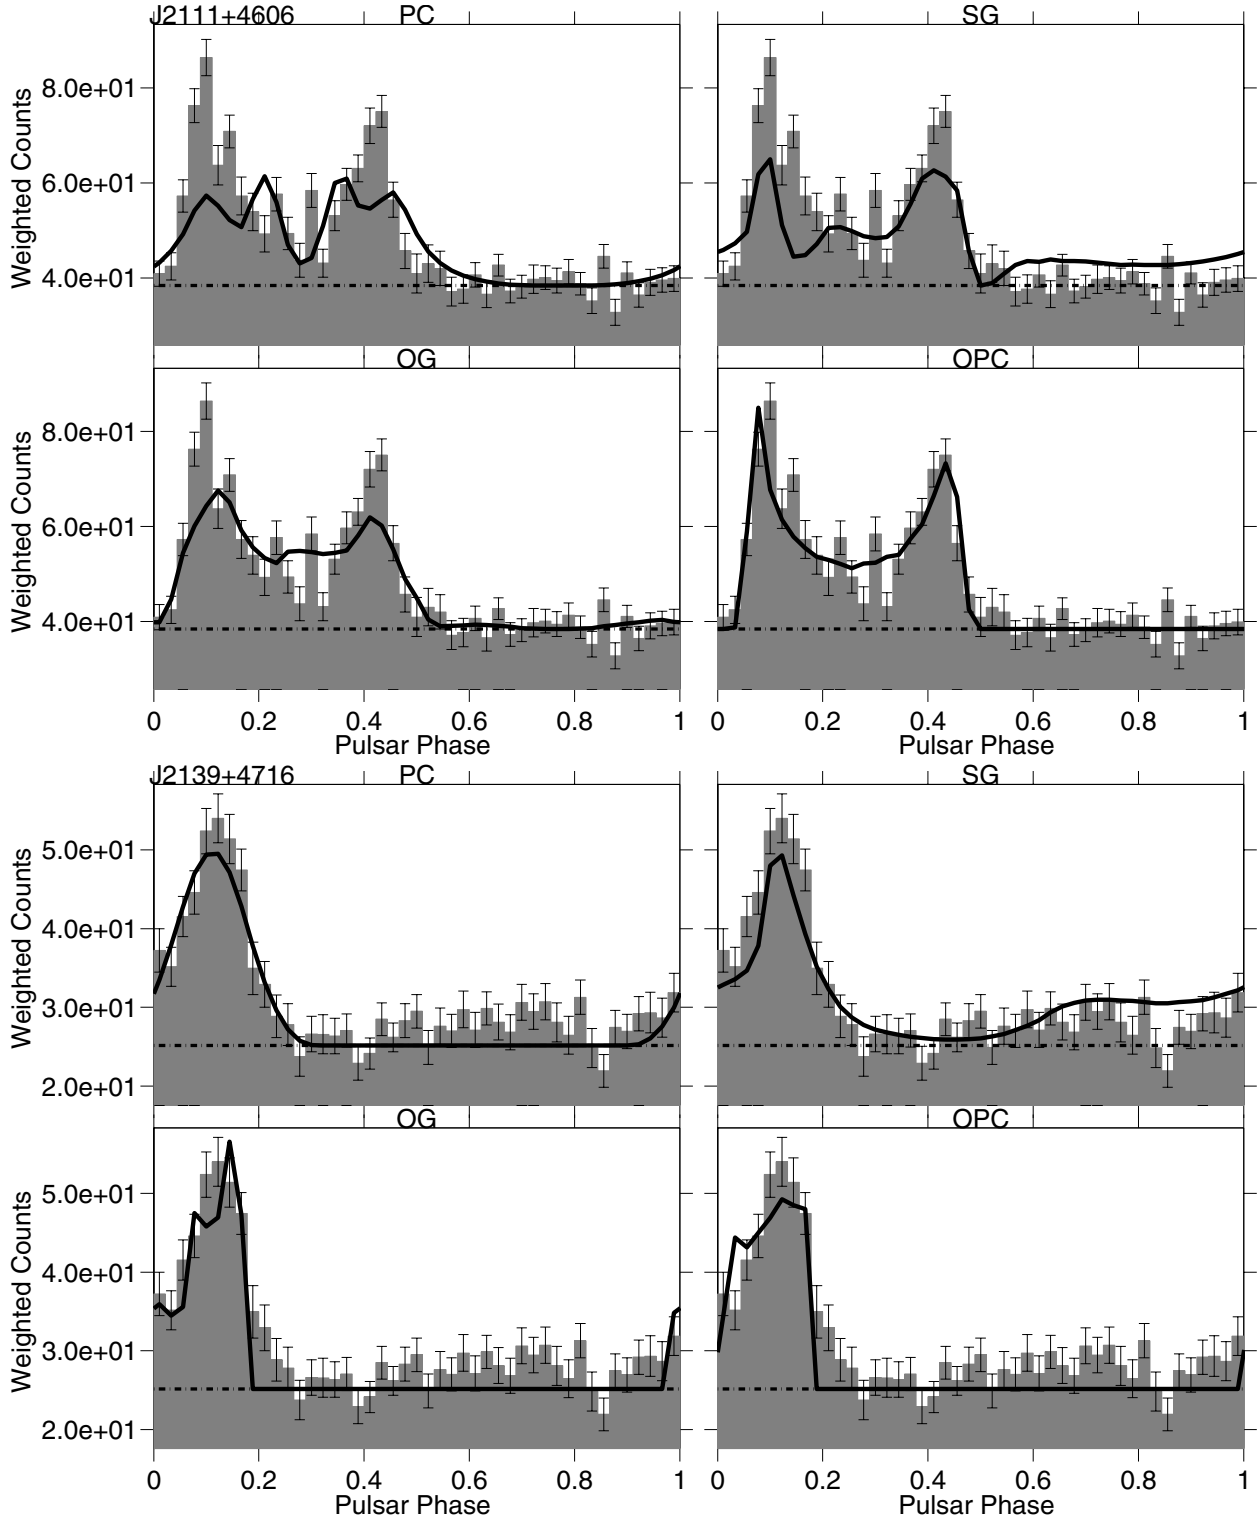 J2111+4606 PC SG
Weighted Counts
8.0e+01
6.0e+01
4.0e+01
OG OPC
Weighted Counts
8.0e+01
6.0e+01
4.0e+01
0 0.2 0.4 0.6 0.8 1 0 0.2 0.4 0.6 0.8 1
Pulsar Phase Pulsar Phase
J2139+4716 PC SG
Weighted Counts
5.0e+01
4.0e+01
3.0e+01
2.0e+01
OG OPC
Weighted Counts
5.0e+01
4.0e+01
3.0e+01
2.0e+01
0 0.2 0.4 0.6 0.8 1 0 0.2 0.4 0.6 0.8 1
Pulsar Phase Pulsar Phase